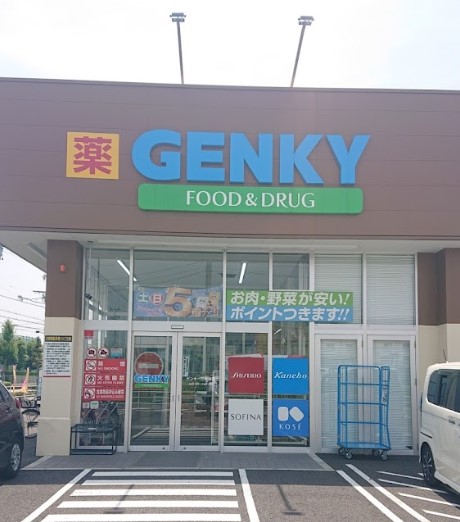 薬 GENKY
FOOD & DRUG
土・日 5倍
お肉・野菜が安い!
ポイントつきます!!
GENKY
SHISEIDO
Kanebo
SOFINA
KOSÉ